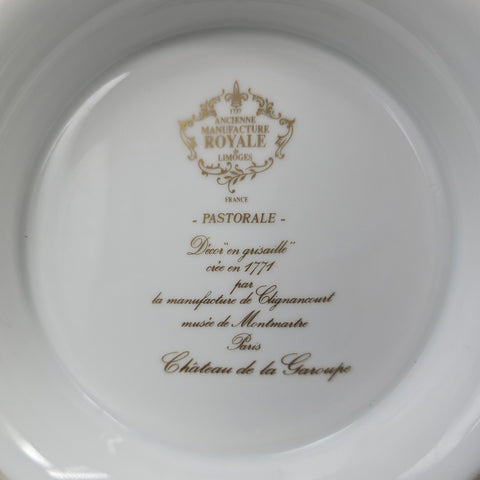 1737
ANCIENNE
MANUFACTURE
ROYALE
de
LIMOGES
FRANCE
- PASTORALE -
Décor "en grisaille"
crée en 1771
par
la manufacture de Clignancourt
musée de Montmartre
Paris
Château de la Garoupe